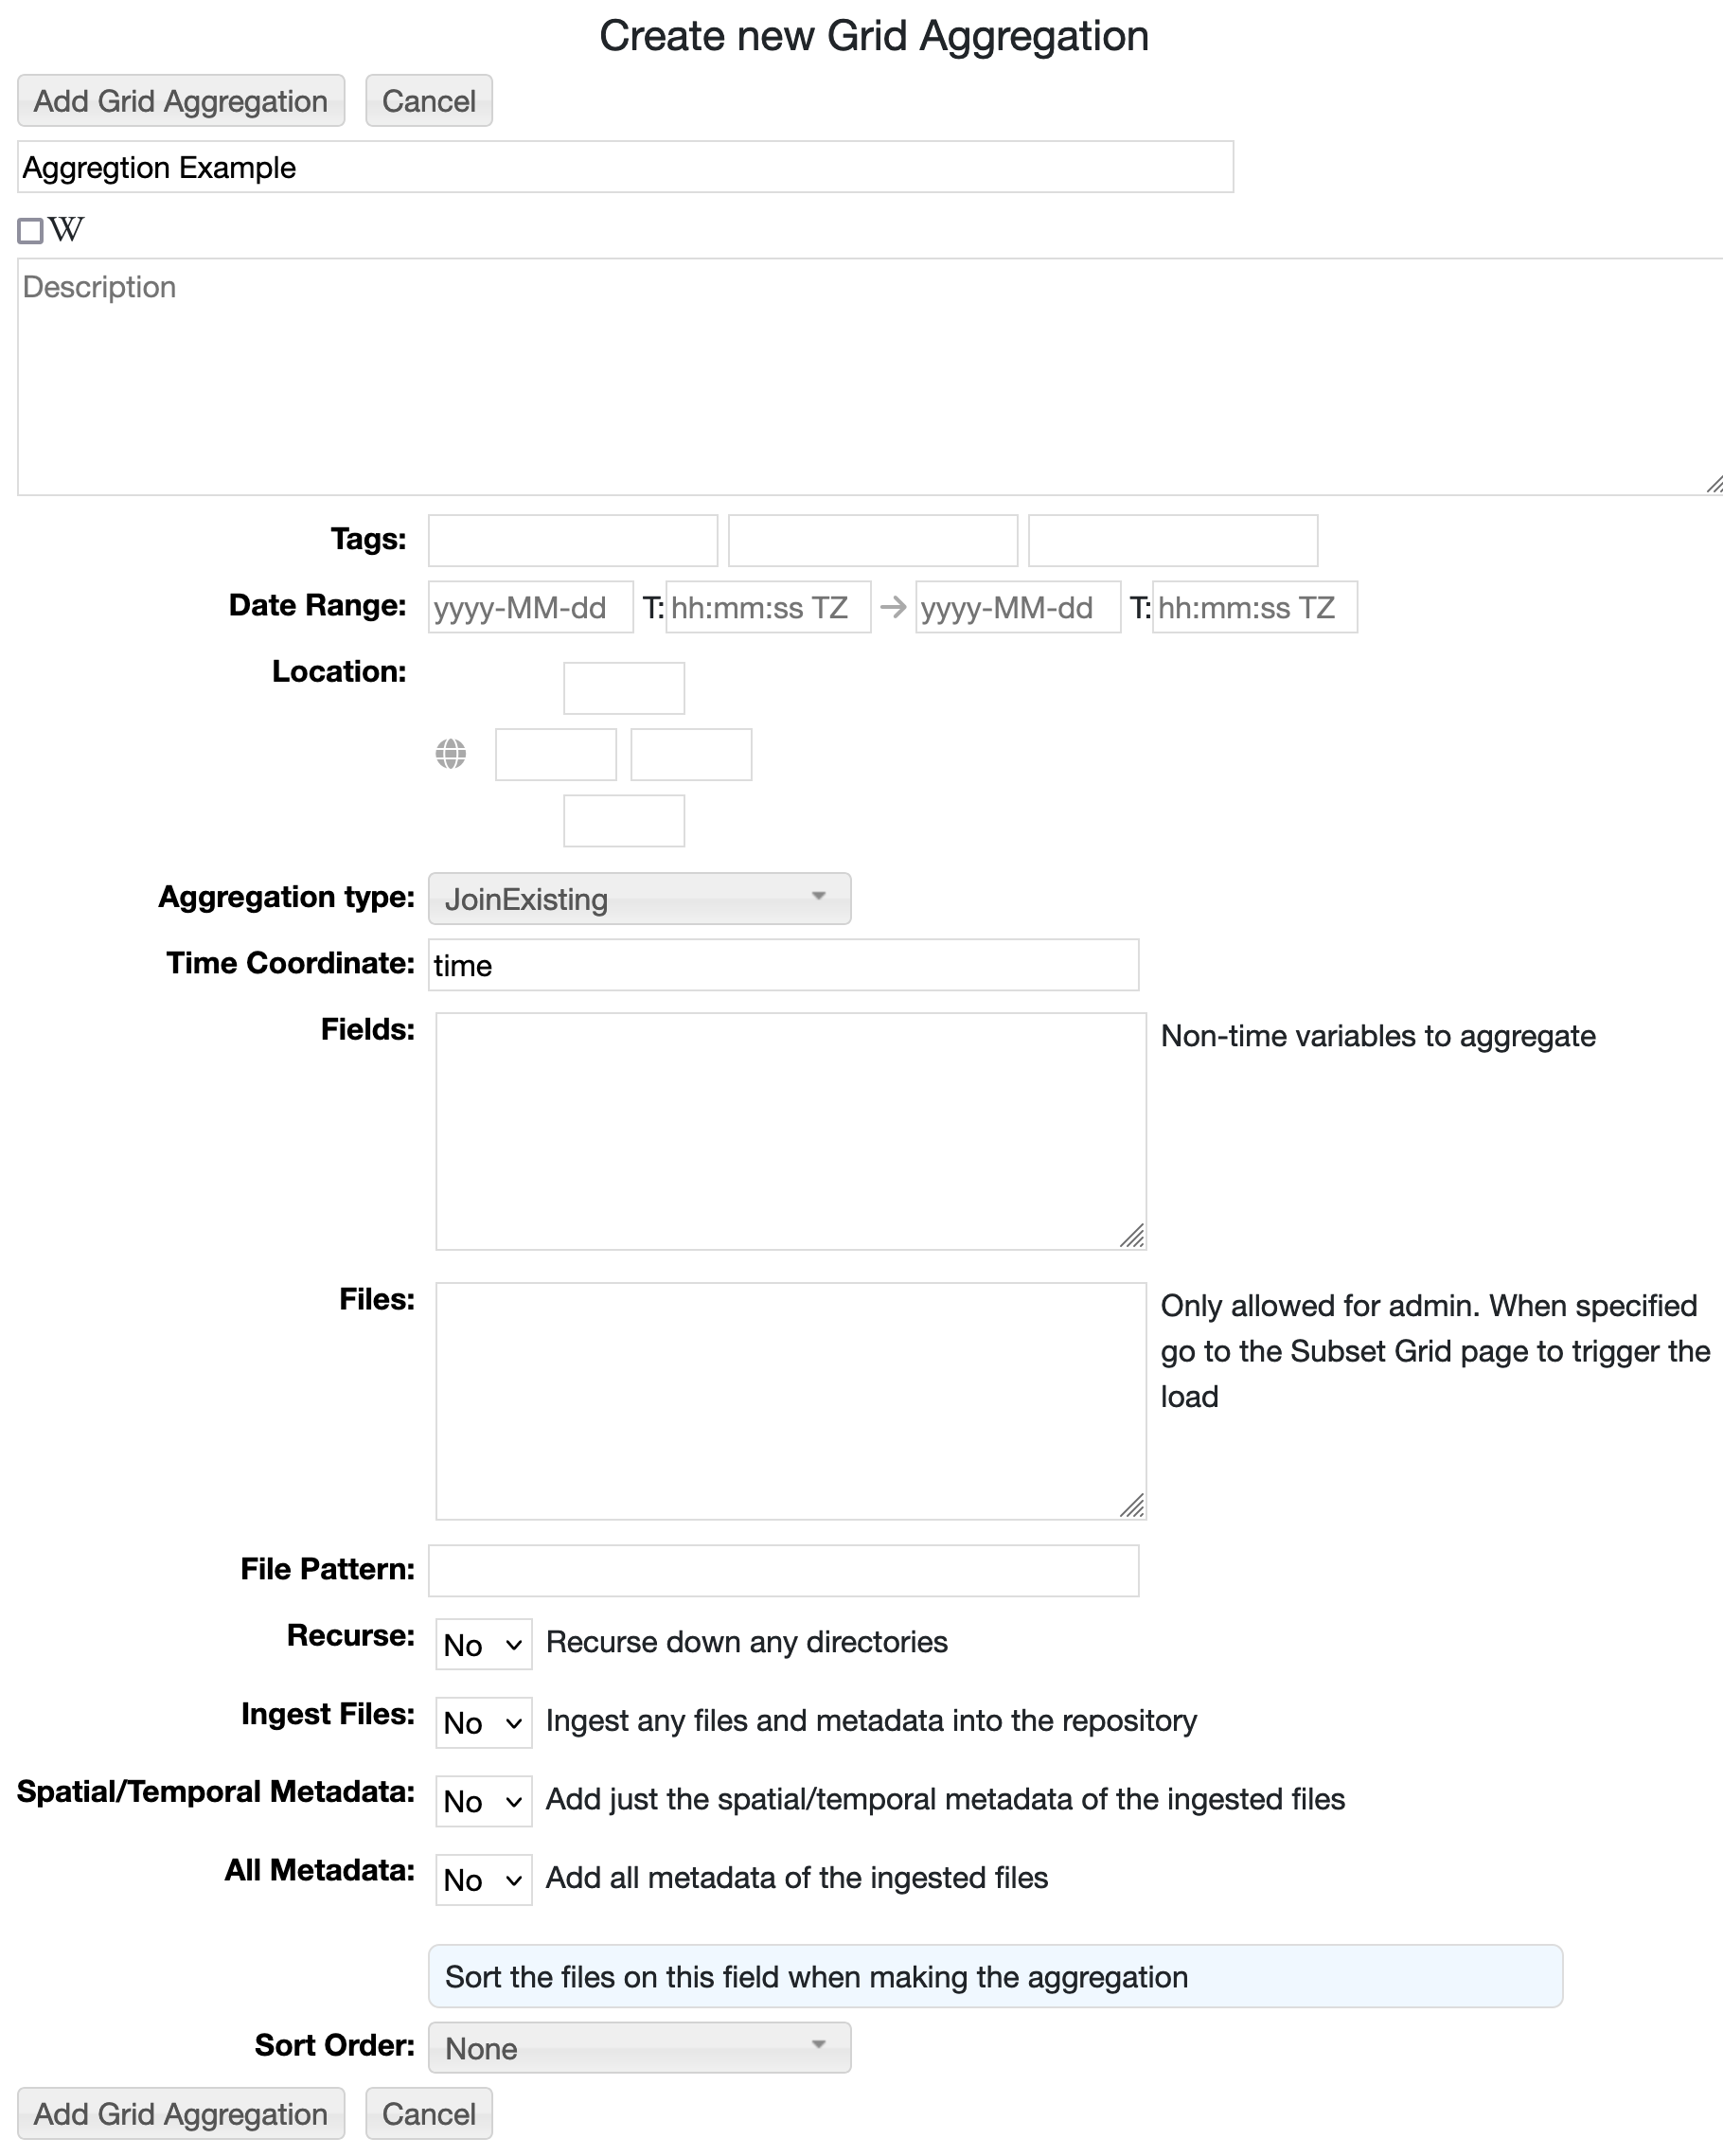 Create new Grid Aggregation
Add Grid Aggregation Cancel
Aggregtion Example
W
Description
Tags:
Date Range: yyyy-MM-dd T: hh:mm:ss TZ → yyyy-MM-dd T: hh:mm:ss TZ
Location:
Aggregation type: JoinExisting
Time Coordinate: time
Fields: Non-time variables to aggregate
Files: Only allowed for admin. When specified
go to the Subset Grid page to trigger the
load
File Pattern:
Recurse: No Recurse down any directories
Ingest Files: No Ingest any files and metadata into the repository
Spatial/Temporal Metadata: No Add just the spatial/temporal metadata of the ingested files
All Metadata: No Add all metadata of the ingested files
Sort the files on this field when making the aggregation
Sort Order: None
Add Grid Aggregation Cancel